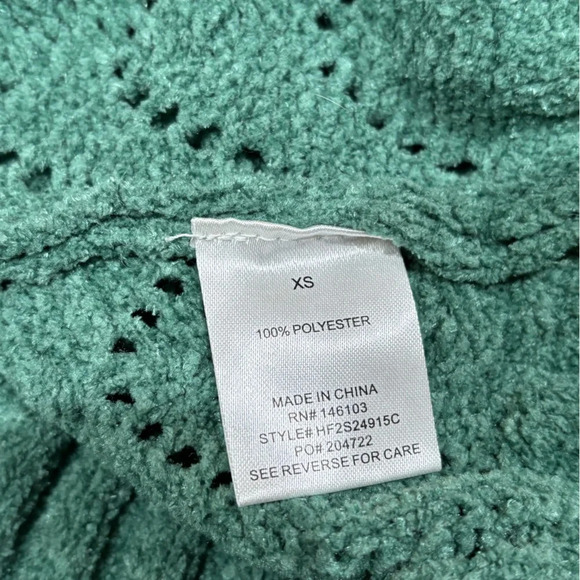 XS
100% POLYESTER
MADE IN CHINA
RN# 146103
STYLE# HF2S24915C
PO# 204722
SEE REVERSE FOR CARE